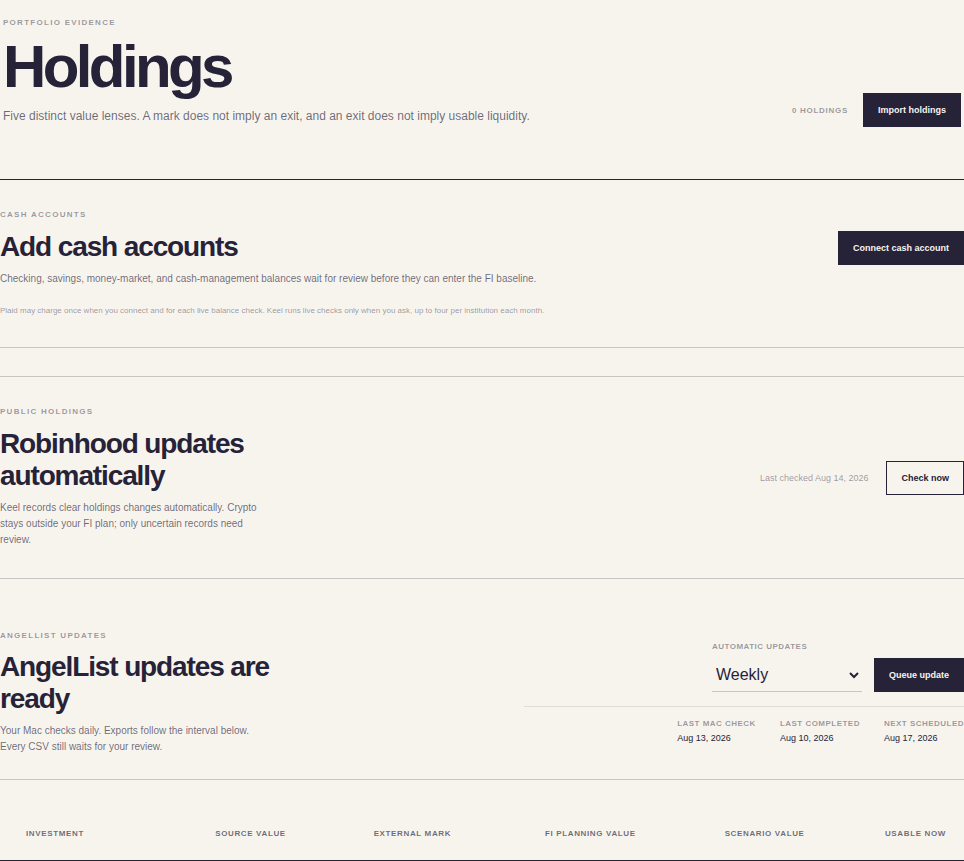 PORTFOLIO EVIDENCE
Holdings
Five distinct value lenses. A mark does not imply an exit, and an exit does not imply usable liquidity.
0 HOLDINGS
Import holdings
CASH ACCOUNTS
Add cash accounts
Connect cash account
Checking, savings, money-market, and cash-management balances wait for review before they can enter the FI baseline.
Plaid may charge once when you connect and for each live balance check. Keel runs live checks only when you ask, up to four per institution each month.
PUBLIC HOLDINGS
Robinhood updates
automatically
Keel records clear holdings changes automatically. Crypto
stays outside your FI plan; only uncertain records need
review.
Last checked Aug 14, 2026
Check now
ANGELLIST UPDATES
AngelList updates are
ready
Your Mac checks daily. Exports follow the interval below.
Every CSV still waits for your review.
AUTOMATIC UPDATES
Weekly
Queue update
LAST MAC CHECK
Aug 13, 2026
LAST COMPLETED
Aug 10, 2026
NEXT SCHEDULED
Aug 17, 2026
INVESTMENT
SOURCE VALUE
EXTERNAL MARK
FI PLANNING VALUE
SCENARIO VALUE
USABLE NOW